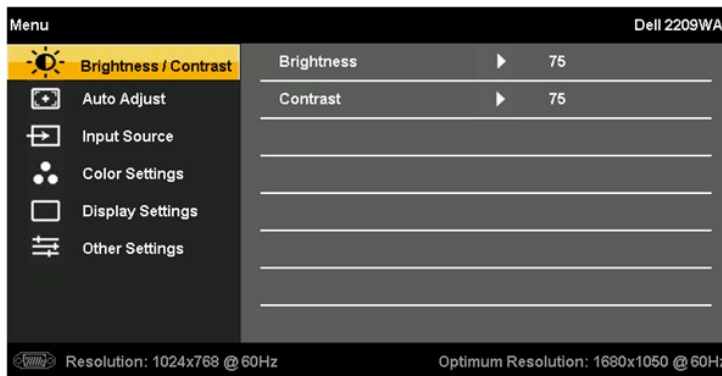 Menu Dell 2209WA
Brightness / Contrast Brightness 75
Auto Adjust Contrast 75
Input Source
Color Settings
Display Settings
Other Settings
Resolution: 1024x768 @ 60Hz Optimum Resolution: 1680x1050 @ 60Hz